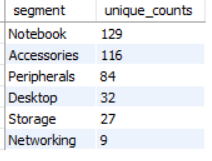 segment unique_counts
Notebook 129
Accessories 116
Peripherals 84
Desktop 32
Storage 27
Networking 9